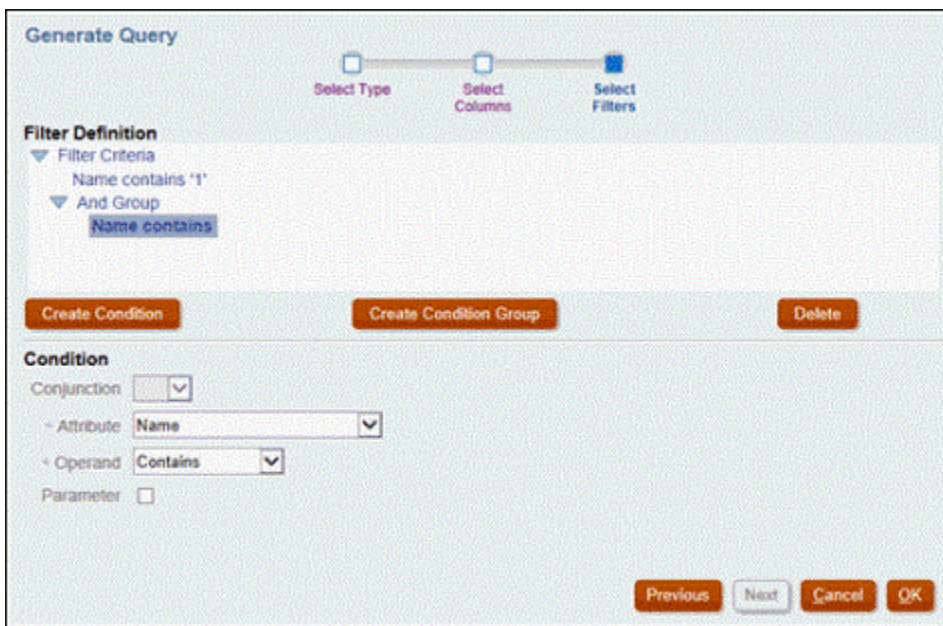 Generate Query
Select Type
Select Columns
Select Filters
Filter Definition
Filter Criteria
Name contains '1'
And Group
Name contains
Create Condition
Create Condition Group
Delete
Condition
Conjunction
* Attribute Name
* Operand Contains
Parameter
Previous
Next
Cancel
OK